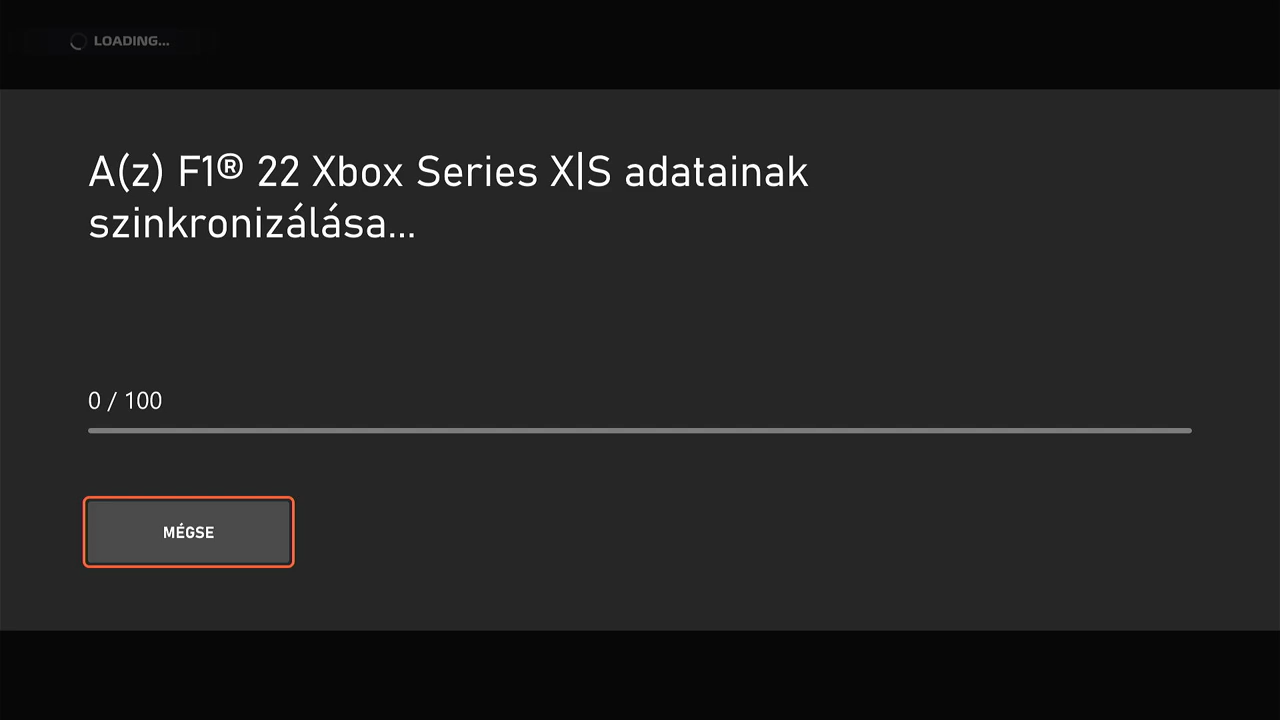 LOADING...
A(z) F1® 22 Xbox Series X|S adatainak
szinkronizálása...
0 / 100
MÉGSE